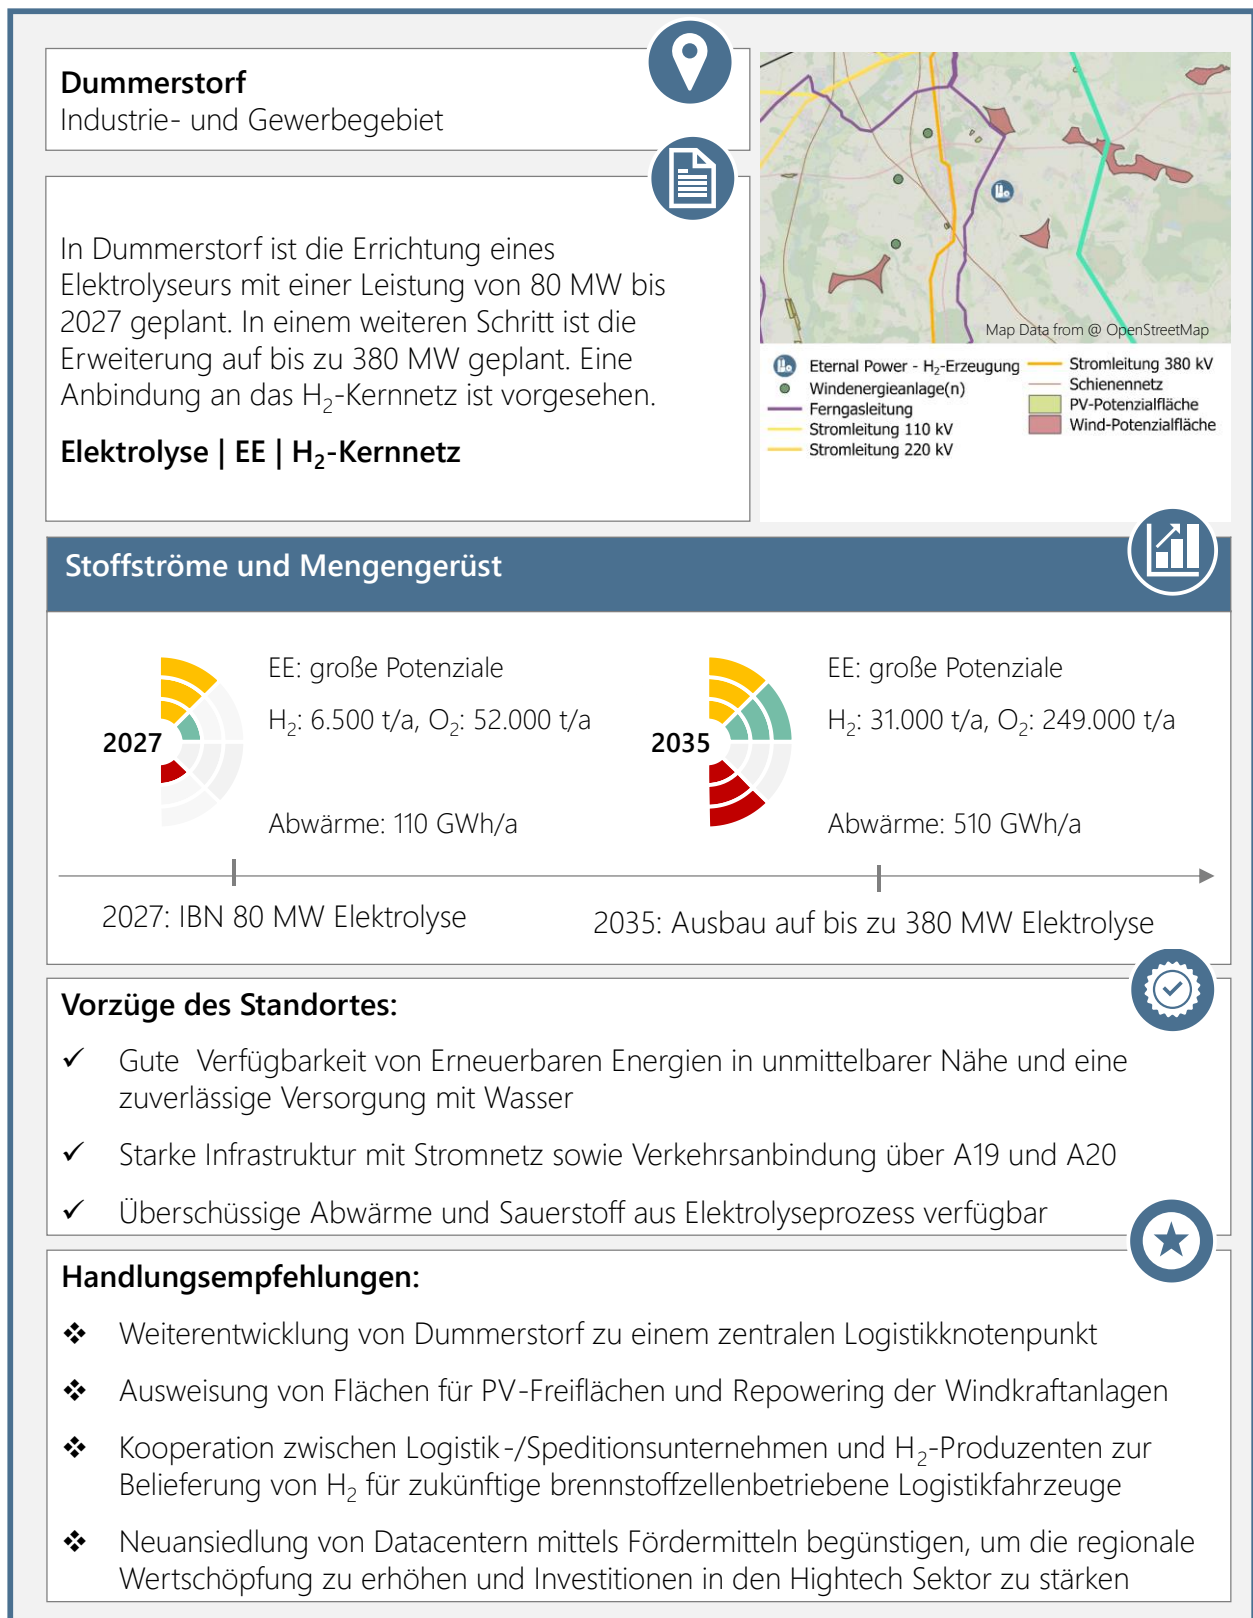 Dummerstorf
Industrie- und Gewerbegebiet
In Dummerstorf ist die Errichtung eines
Elektrolyseurs mit einer Leistung von 80 MW bis
2027 geplant. In einem weiteren Schritt ist die
Erweiterung auf bis zu 380 MW geplant. Eine
Anbindung an das H₂-Kernnetz ist vorgesehen.
Elektrolyse | EE | H₂-Kernnetz
Map Data from @ OpenStreetMap
Eternal Power - H₂-Erzeugung
Windenergieanlage(n)
Ferngasleitung
Stromleitung 110 kV
Stromleitung 220 kV
Stromleitung 380 kV
Schienennetz
PV-Potenzialfläche
Wind-Potenzialfläche
Stoffströme und Mengengerüst
2027
EE: große Potenziale
H₂: 6.500 t/a, O₂: 52.000 t/a
Abwärme: 110 GWh/a
2035
EE: große Potenziale
H₂: 31.000 t/a, O₂: 249.000 t/a
Abwärme: 510 GWh/a
2027: IBN 80 MW Elektrolyse
2035: Ausbau auf bis zu 380 MW Elektrolyse
Vorzüge des Standortes:
✓ Gute Verfügbarkeit von Erneuerbaren Energien in unmittelbarer Nähe und eine
zuverlässige Versorgung mit Wasser
✓ Starke Infrastruktur mit Stromnetz sowie Verkehrsanbindung über A19 und A20
✓ Überschüssige Abwärme und Sauerstoff aus Elektrolyseprozess verfügbar
Handlungsempfehlungen:
❖ Weiterentwicklung von Dummerstorf zu einem zentralen Logistikknotenpunkt
❖ Ausweisung von Flächen für PV-Freiflächen und Repowering der Windkraftanlagen
❖ Kooperation zwischen Logistik-/Speditionsunternehmen und H₂-Produzenten zur
Belieferung von H₂ für zukünftige brennstoffzellenbetriebene Logistikfahrzeuge
❖ Neuansiedlung von Datacentern mittels Fördermitteln begünstigen, um die regionale
Wertschöpfung zu erhöhen und Investitionen in den Hightech Sektor zu stärken